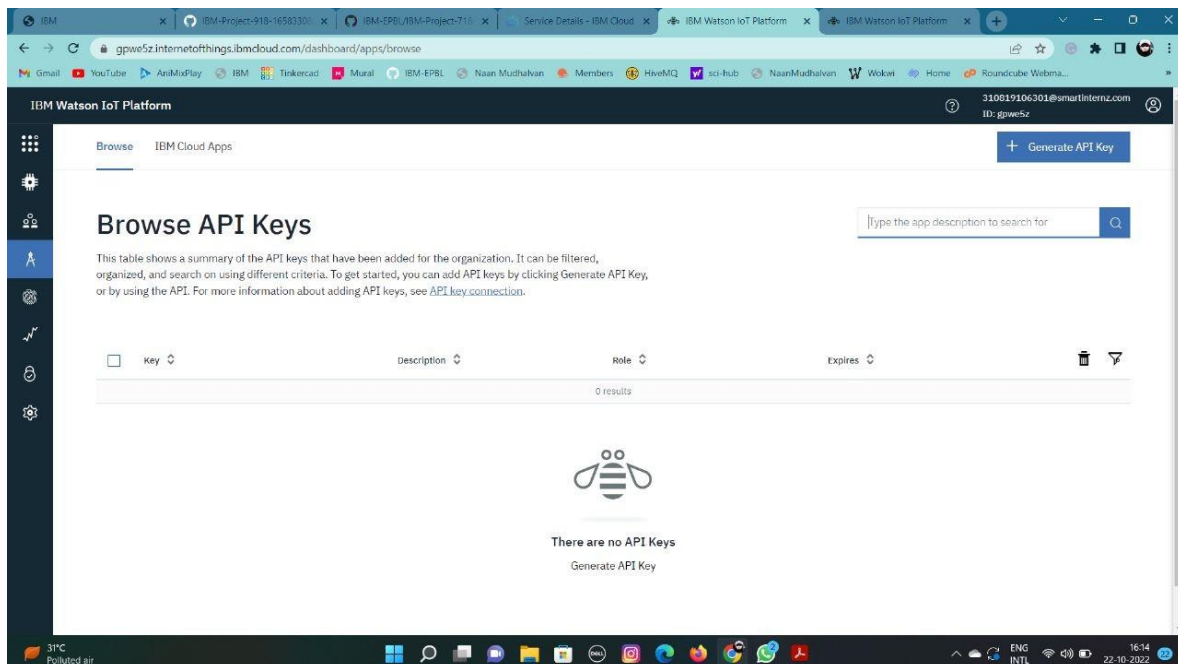 IBM
IBM-Project-918-16583308
IBM-EPBL/IBM-Project-716
Service Details - IBM Cloud
IBM Watson IoT Platform
IBM Watson IoT Platform
gpwe5z.internetofthings.ibmcloud.com/dashboard/apps/browse
Gmail YouTube AniMixPlay IBM Tinkercad Mural IBM-EPBL Naan Mudhalvan Members HiveMQ sci-hub NaanMudhalvan Wokwi Home Roundcube Webma...
IBM Watson IoT Platform
310819106301@smartinternz.com
ID: gpwe5z
Browse IBM Cloud Apps
+ Generate API Key
Browse API Keys
Type the app description to search for
This table shows a summary of the API keys that have been added for the organization. It can be filtered,
organized, and search on using different criteria. To get started, you can add API keys by clicking Generate API Key,
or by using the API. For more information about adding API keys, see API key connection.
Key Description Role Expires
0 results
There are no API Keys
Generate API Key
31°C
Polluted air
DELL
2
ENG
INTL
16:14
22-10-2022
22